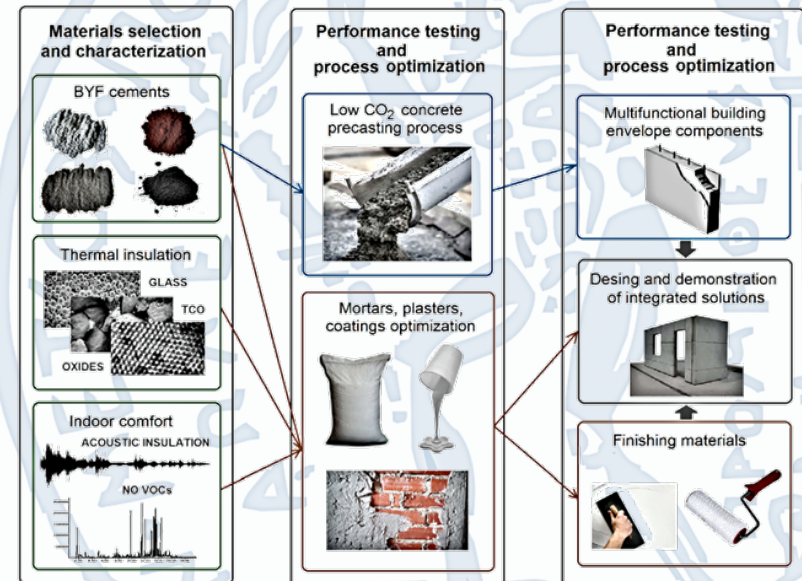 Materials selection
and characterization
BYF cements
Thermal insulation
GLASS
TCO
OXIDES
Indoor comfort
ACOUSTIC INSULATION
NO VOCs
Performance testing
and
process optimization
Low CO₂ concrete
precasting process
Mortars, plasters,
coatings optimization
Performance testing
and
process optimization
Multifunctional building
envelope components
Desing and demonstration
of integrated solutions
Finishing materials